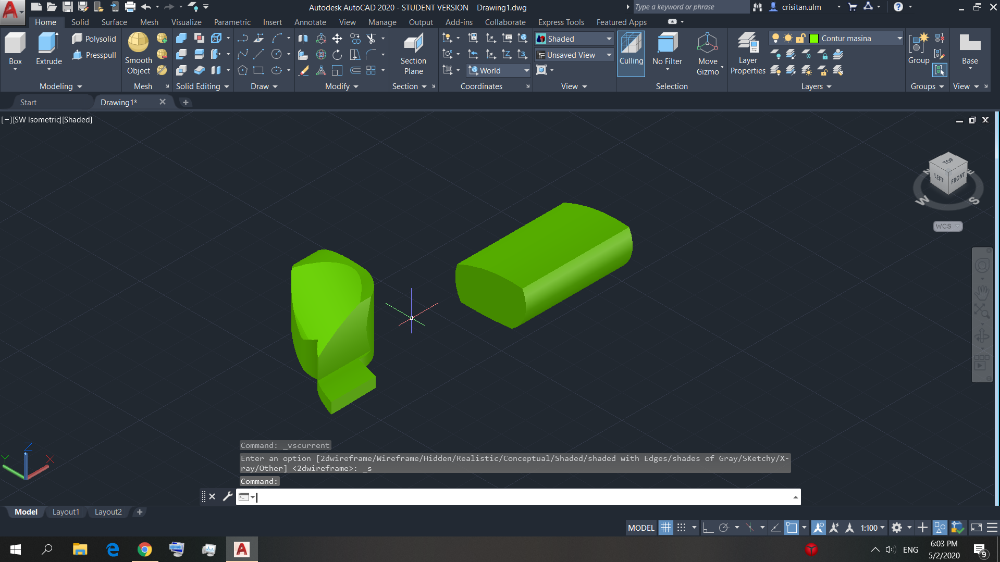 Autodesk AutoCAD 2020 - STUDENT VERSION Drawing1.dwg
Type a keyword or phrase
crisitan.ulm
Home Solid Surface Mesh Visualize Parametric Insert Annotate View Manage Output Add-ins Collaborate Express Tools Featured Apps
Box
Extrude
Polysolid
Presspull
Modeling
Smooth
Object
Mesh
Solid Editing
Draw
Modify
Section
Plane
Section
World
Coordinates
Shaded
Unsaved View
View
Culling
No Filter
Move
Gizmo
Selection
Layer
Properties
Contur masina
Layers
Group
Groups
Base
View
Start
Drawing1*
[−][SW Isometric][Shaded]
TOP
LEFT
FRONT
N
E
W
S
WCS
Z
Y
X
Command: _vscurrent
Enter an option [2dwireframe/Wireframe/Hidden/Realistic/Conceptual/Shaded/shaded with Edges/shades of Gray/SKetchy/X-
ray/Other] <2dwireframe>: _s
Command:
Model
Layout1
Layout2
MODEL
1:100
6:03 PM
ENG
5/2/2020
9